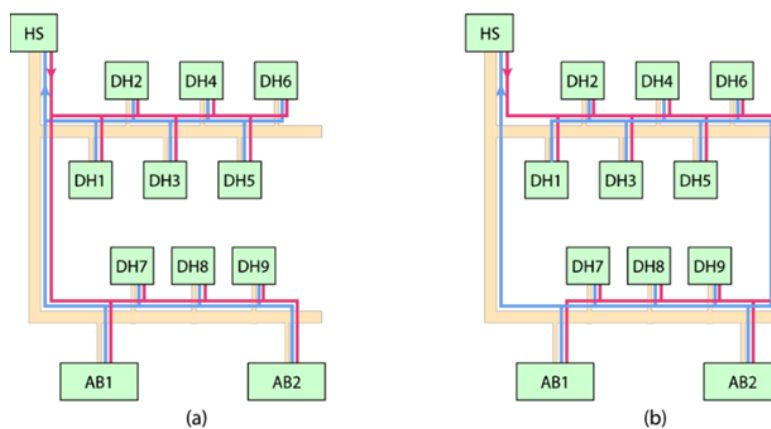 HS
DH2 DH4 DH6
DH1 DH3 DH5
DH7 DH8 DH9
AB1 AB2
(a)
HS
DH2 DH4 DH6
DH1 DH3 DH5
DH7 DH8 DH9
AB1 AB2
(b)